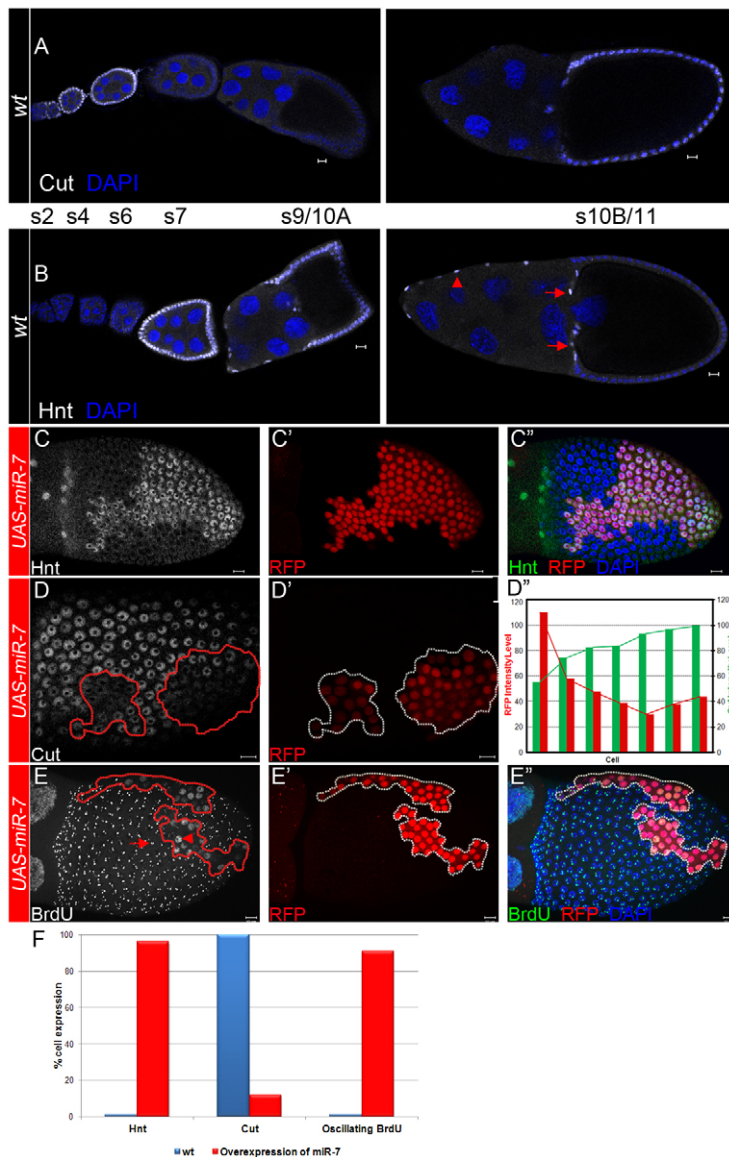 A
wt
Cut DAPI
s2 s4 s6 s7 s9/10A s10B/11
B
wt
Hnt DAPI
UAS-miR-7
C
Hnt
C'
RFP
C"
Hnt RFP DAPI
UAS-miR-7
D
Cut
D'
RFP
D"
120
100
80
60
40
20
0
RFP Intensity Level
120
100
80
60
40
20
0
Cell
UAS-miR-7
E
BrdU
E'
RFP
E"
BrdU RFP DAPI
F
100
80
60
40
20
0
% cell expression
Hnt Cut Oscillating BrdU
wt Overexpression of miR-7